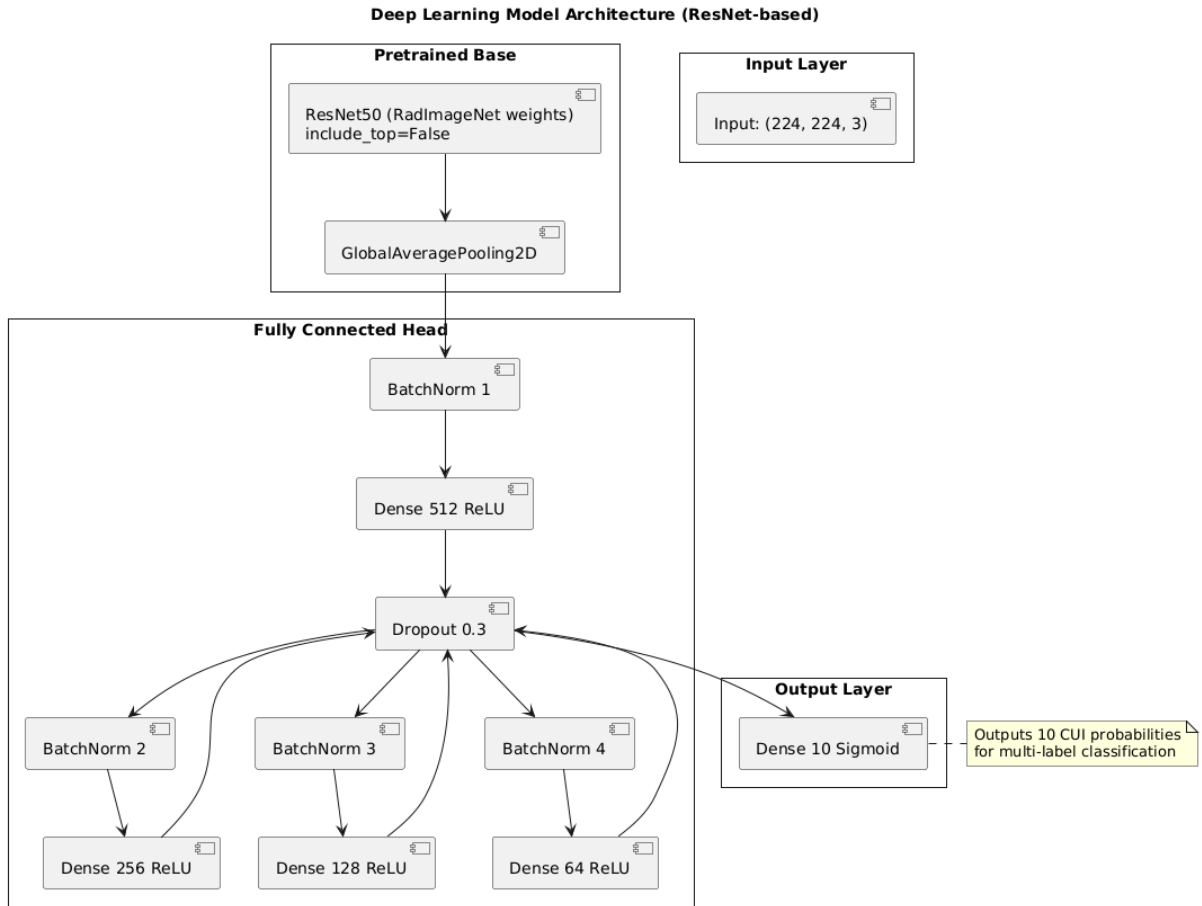 Deep Learning Model Architecture (ResNet-based)
Pretrained Base
ResNet50 (RadImageNet weights)
include_top=False
GlobalAveragePooling2D
Input Layer
Input: (224, 224, 3)
Fully Connected Head
BatchNorm 1
Dense 512 ReLU
Dropout 0.3
BatchNorm 2
BatchNorm 3
BatchNorm 4
Dense 256 ReLU
Dense 128 ReLU
Dense 64 ReLU
Output Layer
Dense 10 Sigmoid
Outputs 10 CUI probabilities
for multi-label classification